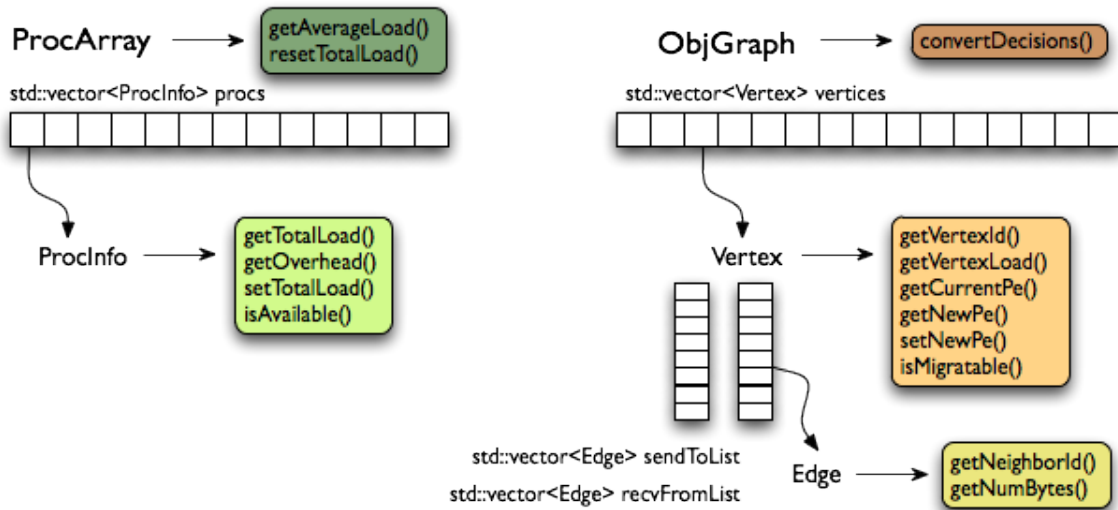 ProcArray
getAverageLoad()
resetTotalLoad()
std::vector<ProcInfo> procs
ProcInfo
getTotalLoad()
getOverhead()
setTotalLoad()
isAvailable()
ObjGraph
convertDecisions()
std::vector<Vertex> vertices
Vertex
getVertexId()
getVertexLoad()
getCurrentPe()
getNewPe()
setNewPe()
isMigratable()
std::vector<Edge> sendToList
std::vector<Edge> recvFromList
Edge
getNeighborId()
getNumBytes()